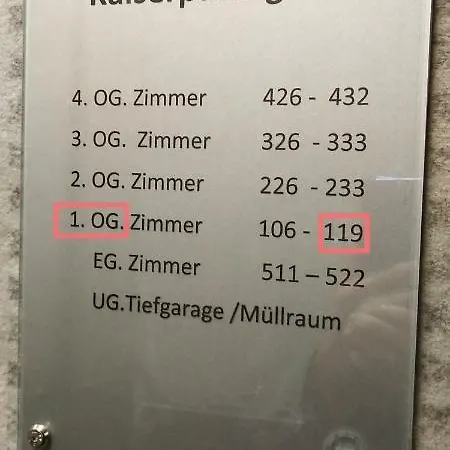 4. OG. Zimmer 426 - 432
3. OG. Zimmer 326 - 333
2. OG. Zimmer 226 - 233
1. OG. Zimmer 106 - 119
EG. Zimmer 511 – 522
UG.Tiefgarage /Müllraum